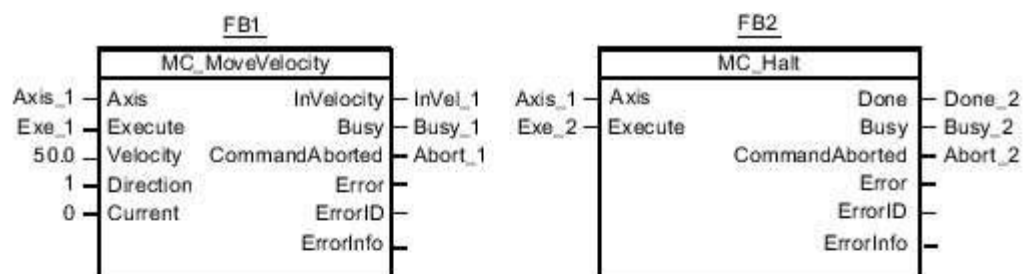 FB1
MC_MoveVelocity
Axis_1 Axis InVelocity InVel_1
Exe_1 Execute Busy Busy_1
50.0 Velocity CommandAborted Abort_1
1 Direction Error
0 Current ErrorID
ErrorInfo
FB2
MC_Halt
Axis_1 Axis Done Done_2
Exe_2 Execute Busy Busy_2
CommandAborted Abort_2
Error
ErrorID
ErrorInfo